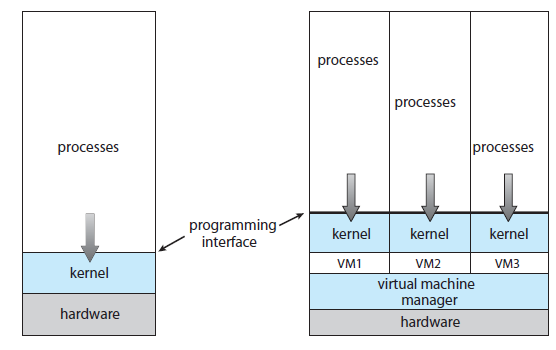 processes
kernel
hardware
programming
interface
processes
processes
processes
kernel kernel kernel
VM1 VM2 VM3
virtual machine
manager
hardware